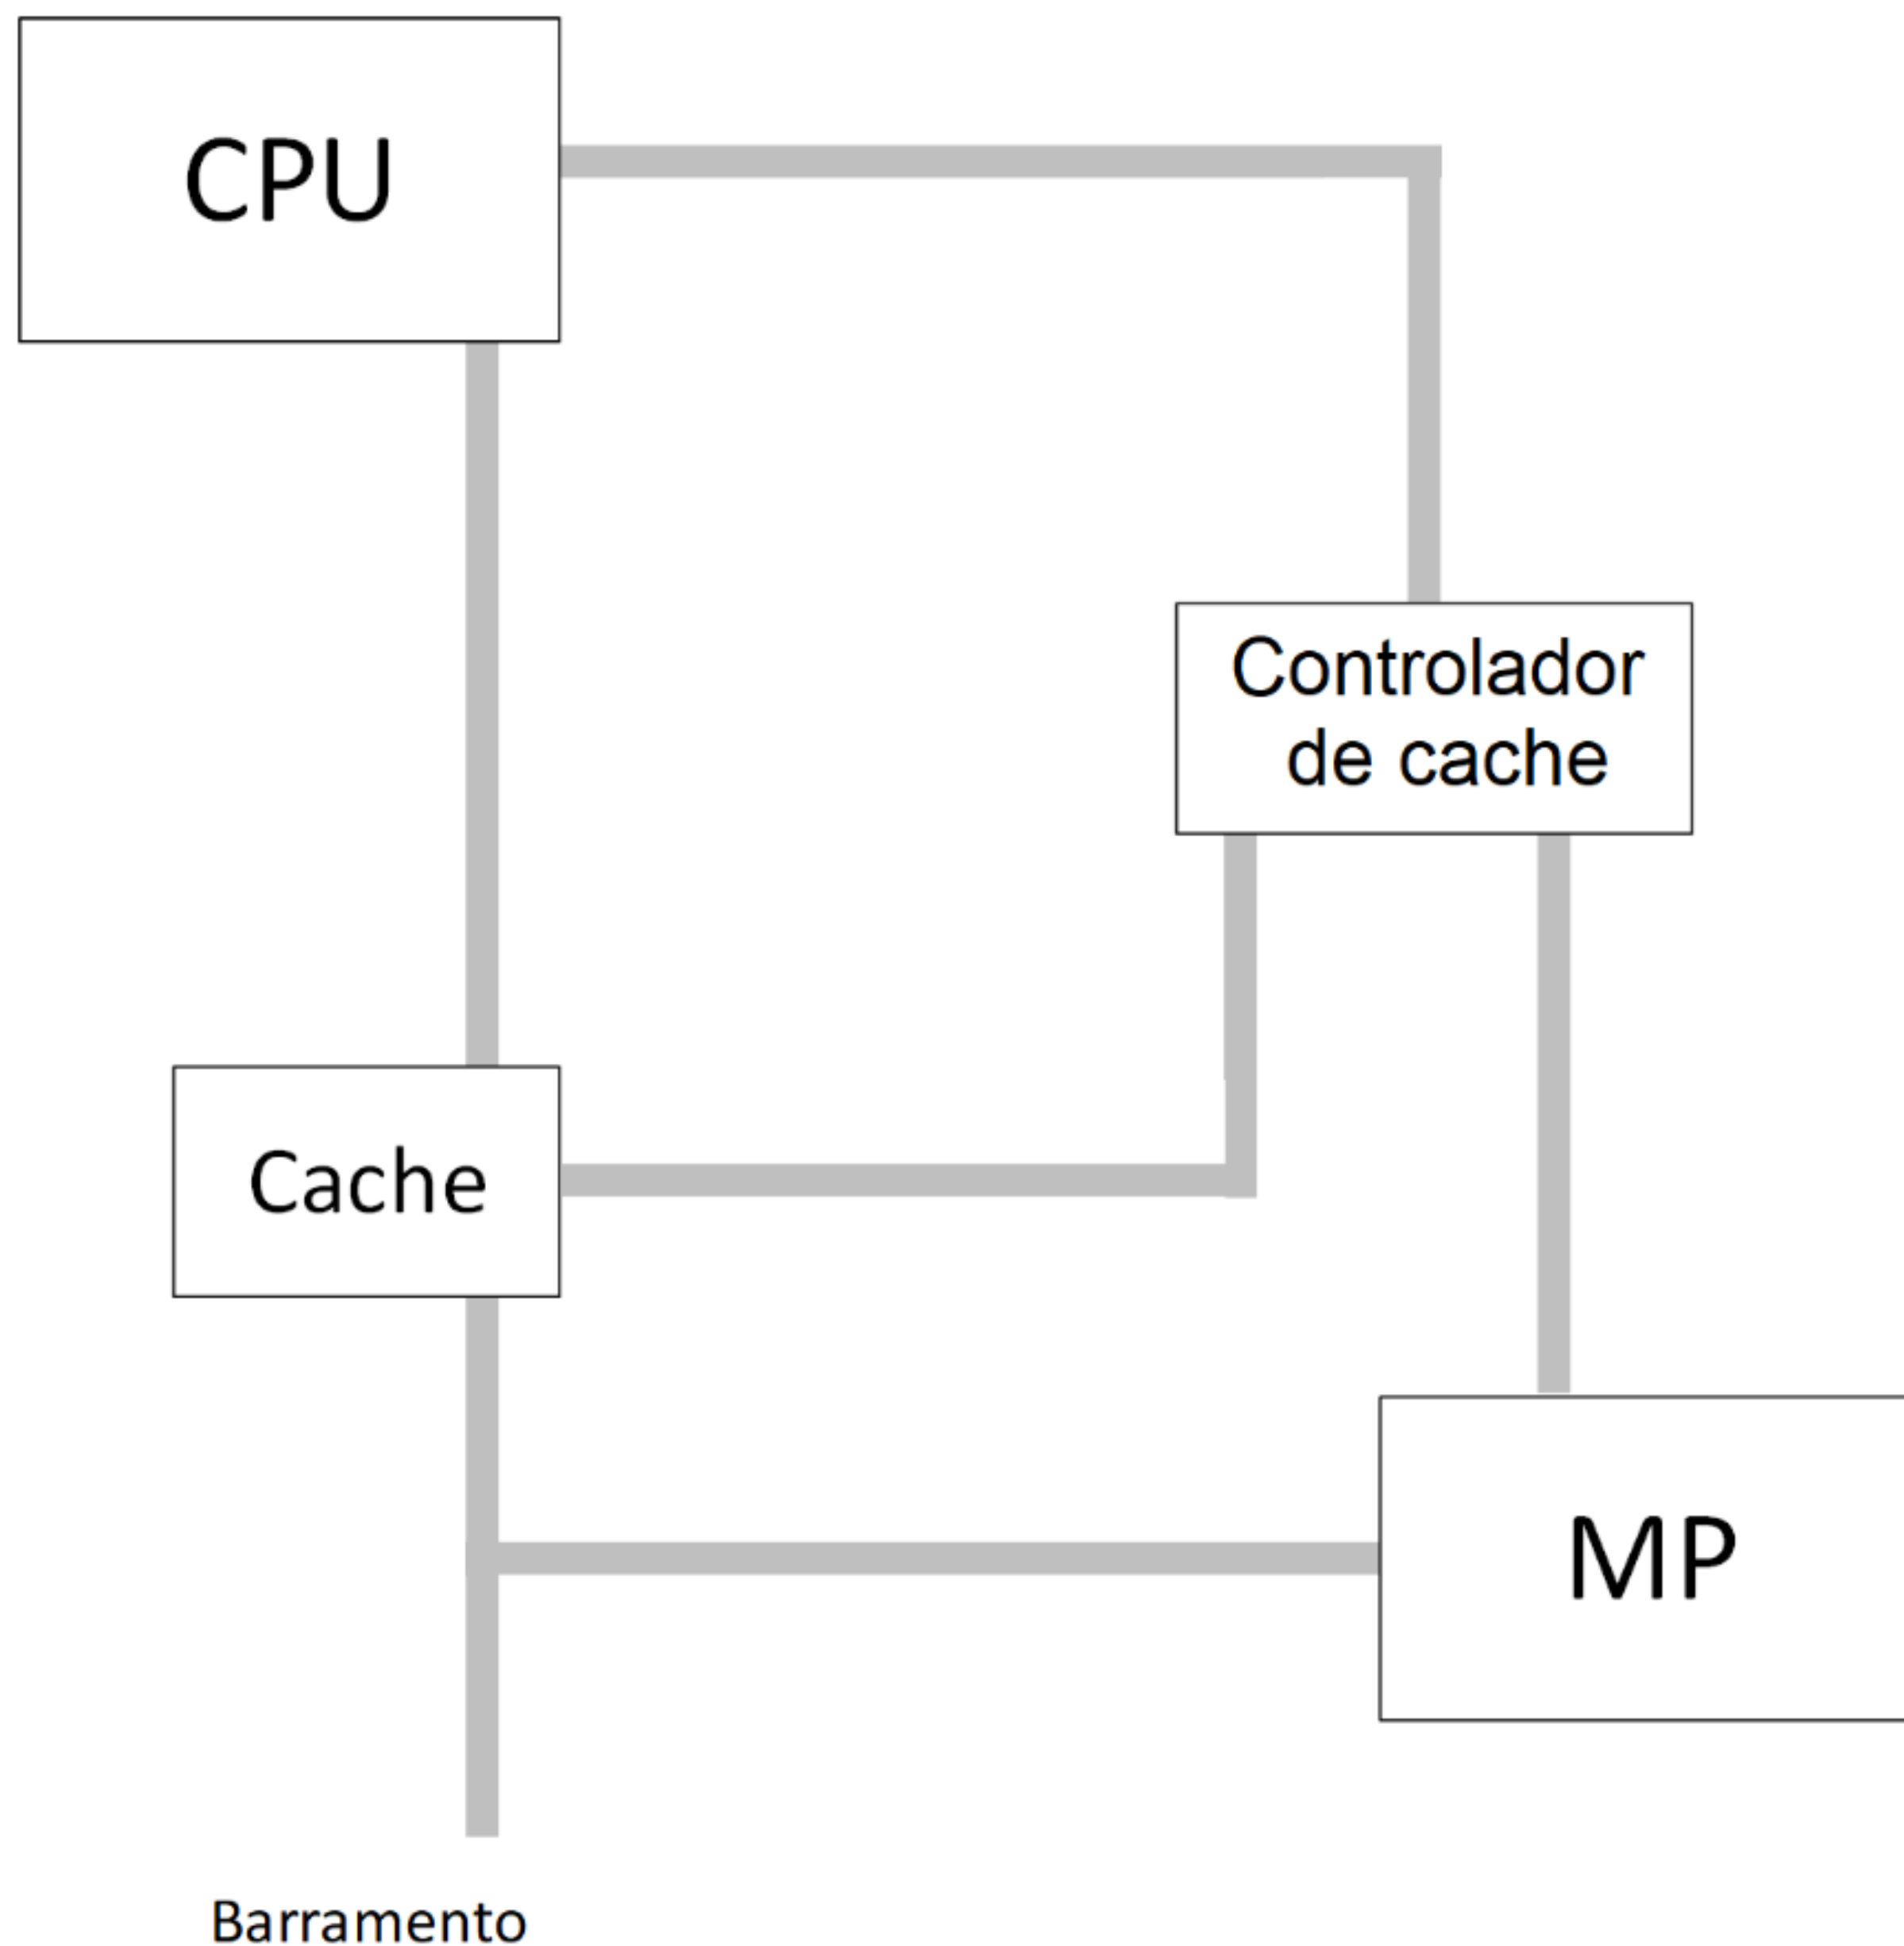 CPU
Controlador
de cache
Cache
MP
Barramento